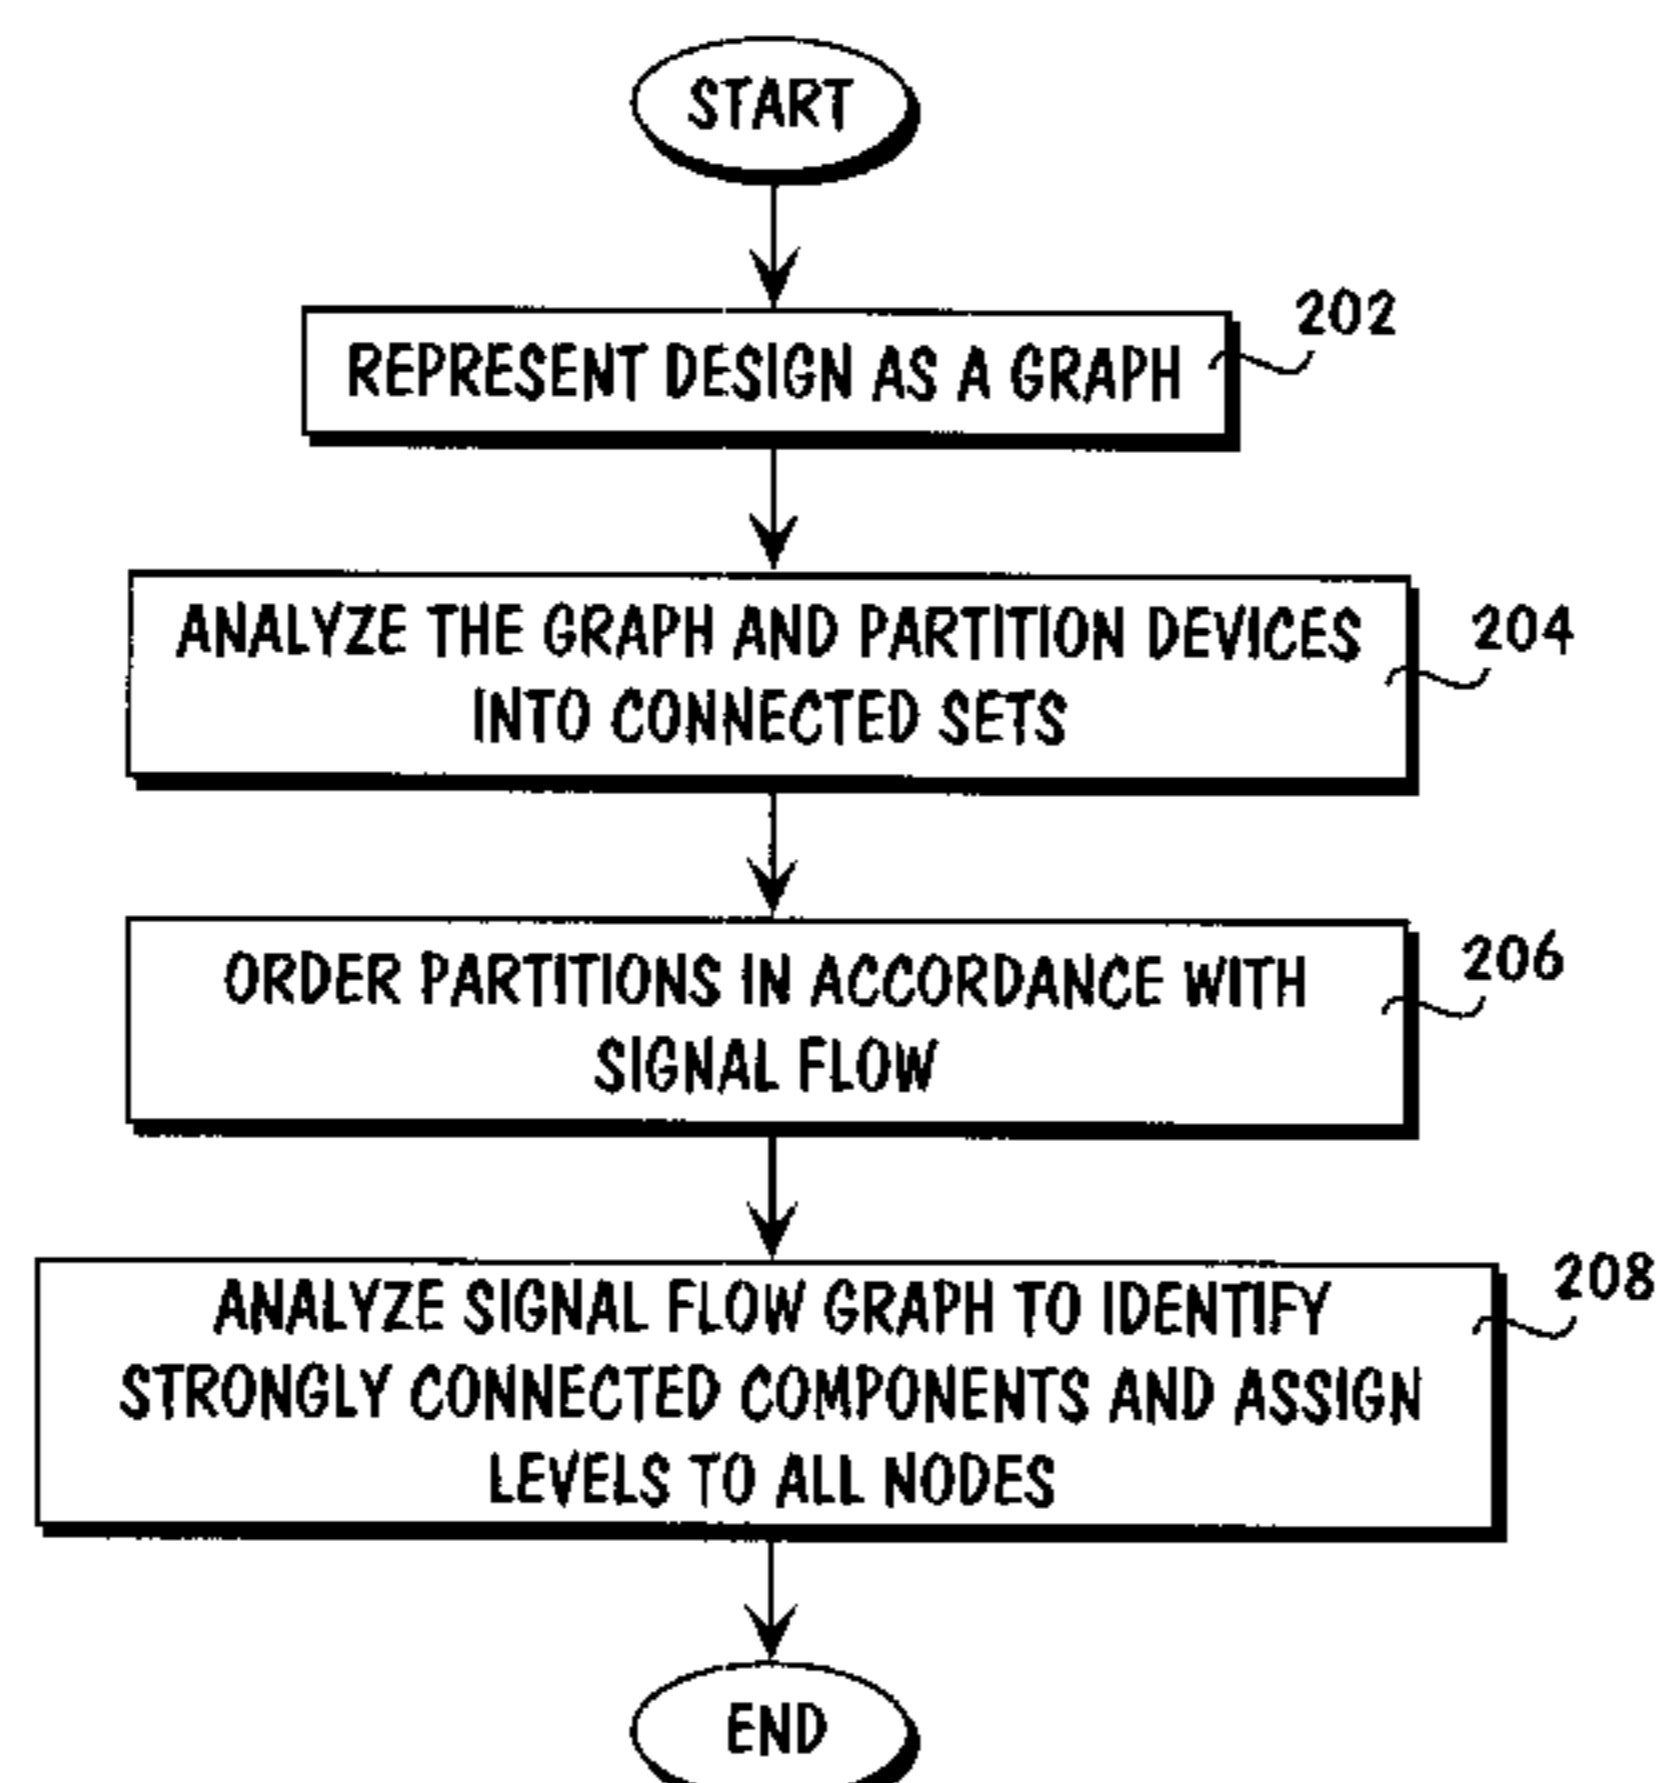 START
202
REPRESENT DESIGN AS A GRAPH
204
ANALYZE THE GRAPH AND PARTITION DEVICES
INTO CONNECTED SETS
206
ORDER PARTITIONS IN ACCORDANCE WITH
SIGNAL FLOW
208
ANALYZE SIGNAL FLOW GRAPH TO IDENTIFY
STRONGLY CONNECTED COMPONENTS AND ASSIGN
LEVELS TO ALL NODES
END